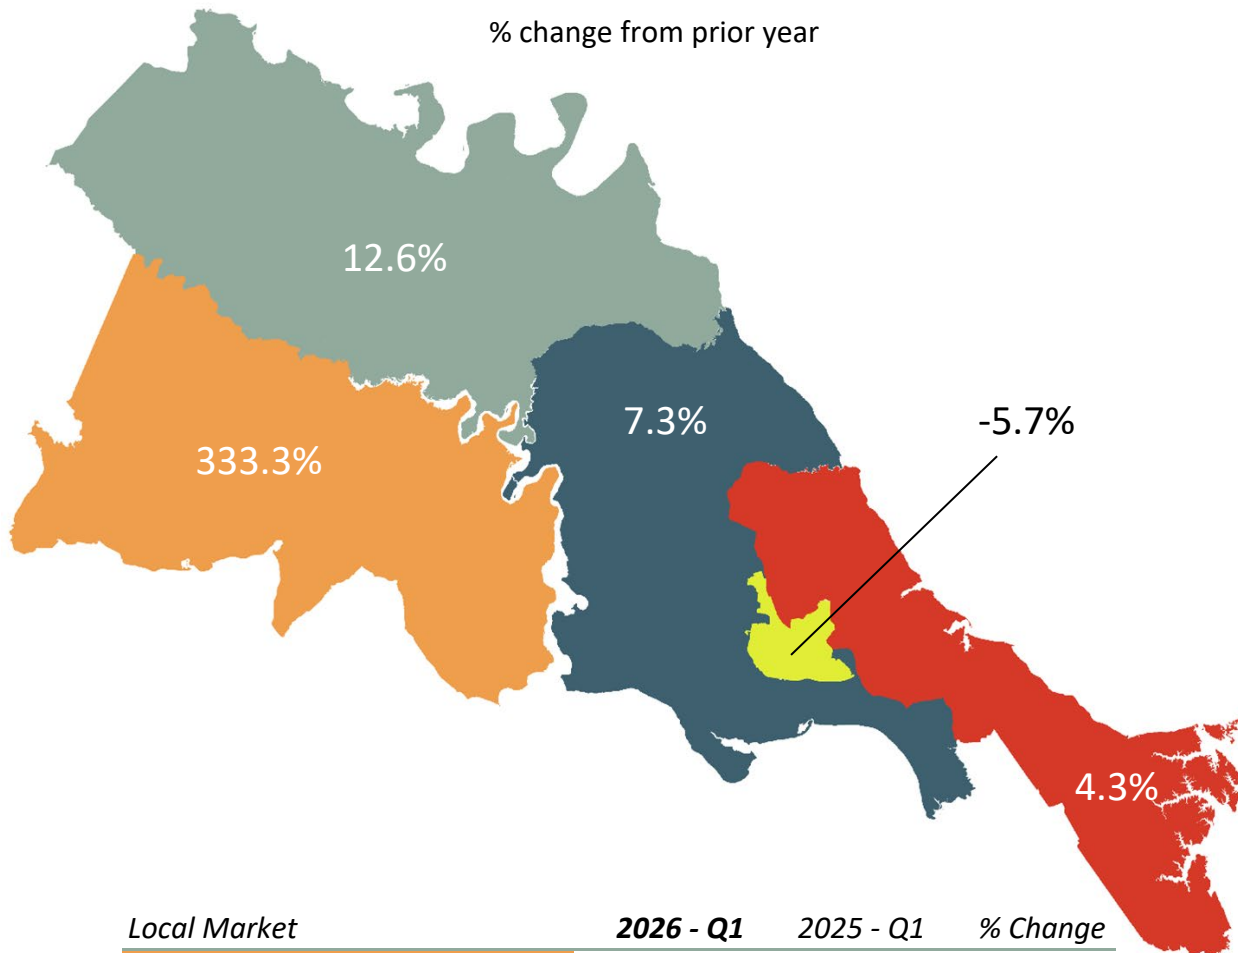 % change from prior year
12.6%
7.3%
-5.7%
333.3%
4.3%
Local Market 2026 - Q1 2025 - Q1 % Change